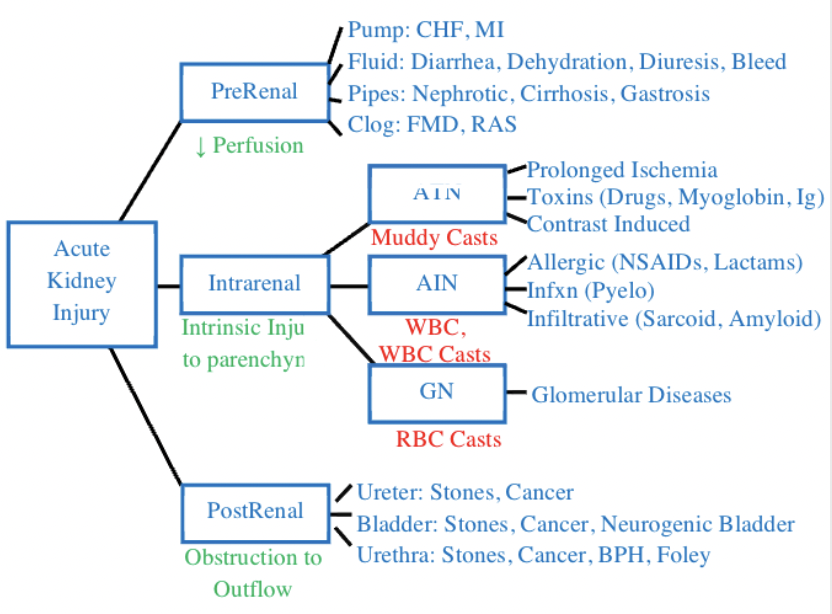 Pump: CHF, MI
Fluid: Diarrhea, Dehydration, Diuresis, Bleed
PreRenal
Pipes: Nephrotic, Cirrhosis, Gastrosis
Clog: FMD, RAS
↓ Perfusion
Prolonged Ischemia
ATN
Toxins (Drugs, Myoglobin, Ig)
Contrast Induced
Muddy Casts
Acute
Kidney
Injury
Intrarenal
Intrinsic Inju
to parenchyn
AIN
Allergic (NSAIDs, Lactams)
Infxn (Pyelo)
Infiltrative (Sarcoid, Amyloid)
WBC,
WBC Casts
GN
Glomerular Diseases
RBC Casts
PostRenal
Ureter: Stones, Cancer
Bladder: Stones, Cancer, Neurogenic Bladder
Urethra: Stones, Cancer, BPH, Foley
Obstruction to
Outflow